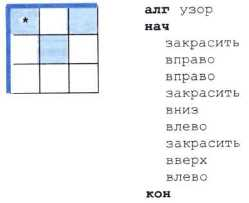 *
алг узор
нач
закрасить
вправо
вправо
закрасить
вниз
влево
закрасить
вверх
влево
кон